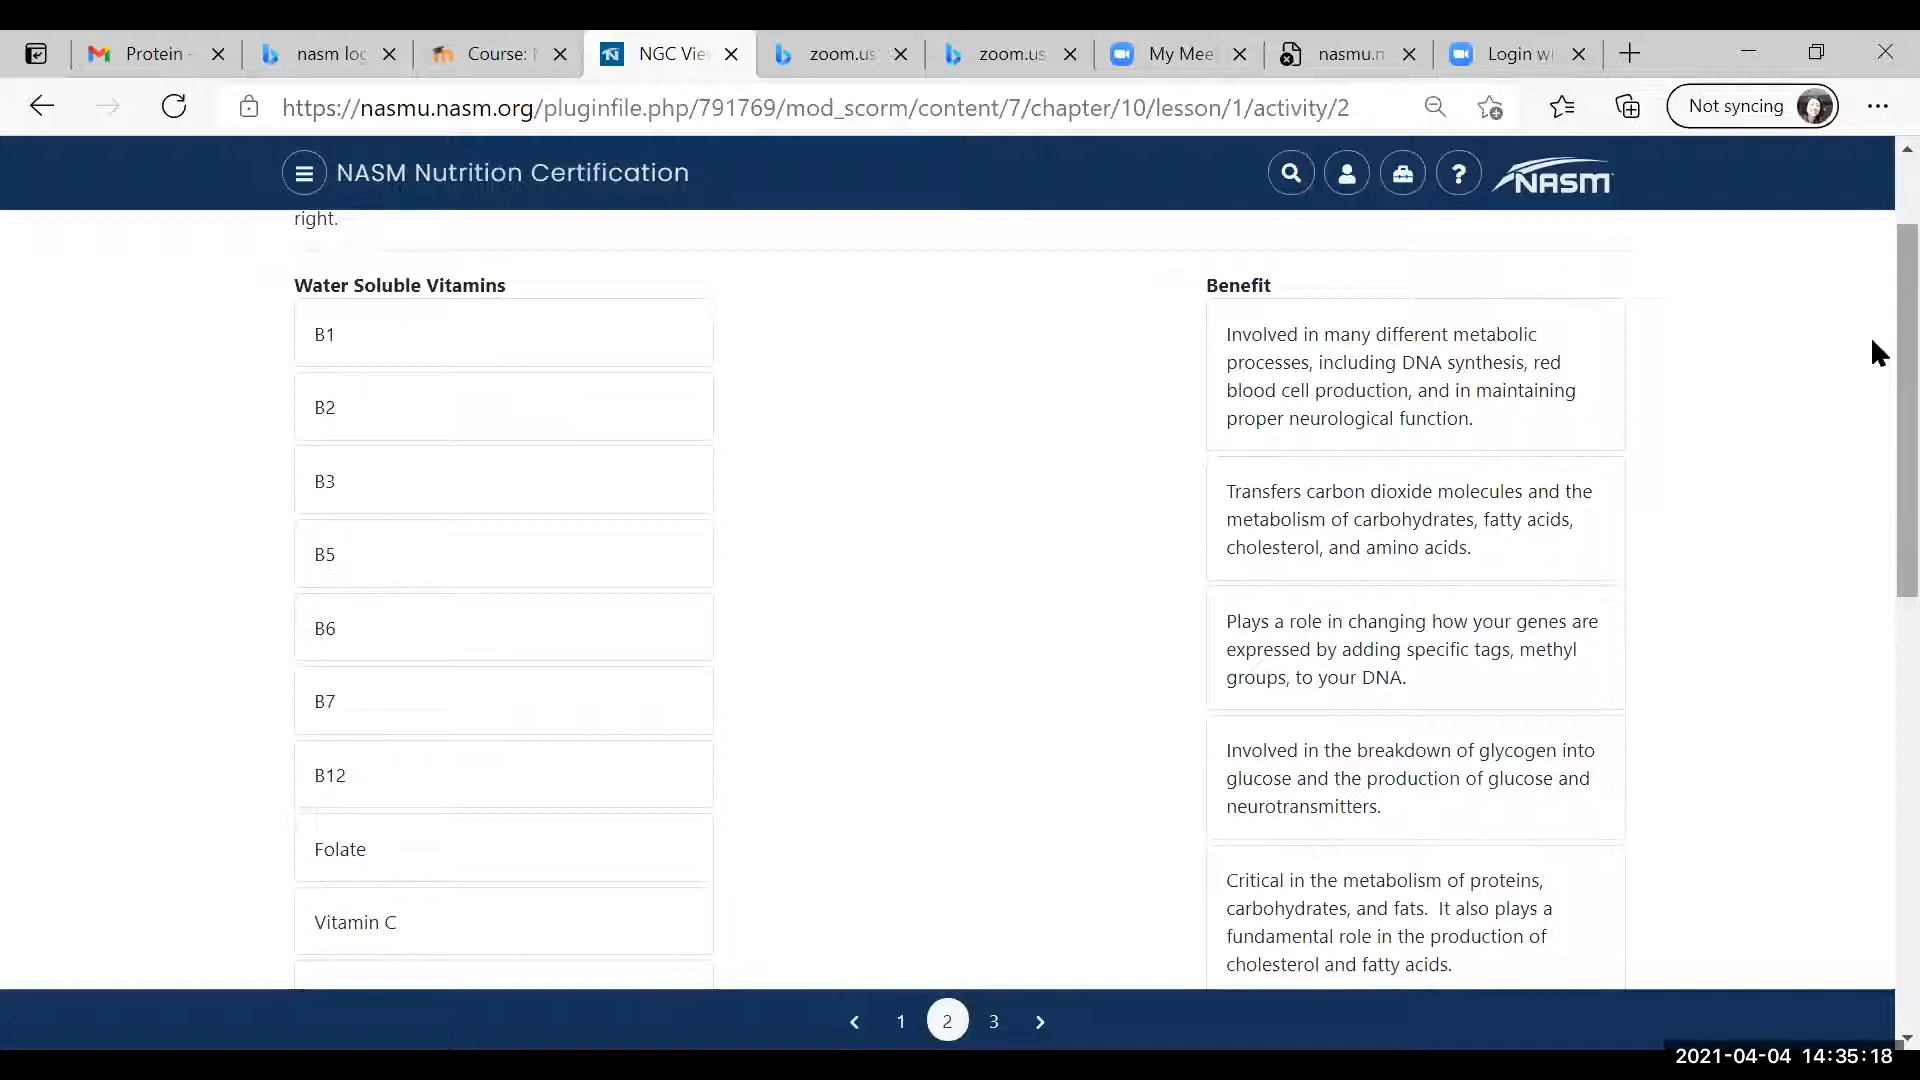 Protein -
nasm loc
Course: 
NGC Vie
zoom.us
zoom.us
My Mee
nasmu.n
Login wi
https://nasmu.nasm.org/pluginfile.php/791769/mod_scorm/content/7/chapter/10/lesson/1/activity/2
Not syncing
NASM Nutrition Certification
?
NASM
right.
Water Soluble Vitamins
B1
B2
B3
B5
B6
B7
B12
Folate
Vitamin C
Benefit
Involved in many different metabolic
processes, including DNA synthesis, red
blood cell production, and in maintaining
proper neurological function.
Transfers carbon dioxide molecules and the
metabolism of carbohydrates, fatty acids,
cholesterol, and amino acids.
Plays a role in changing how your genes are
expressed by adding specific tags, methyl
groups, to your DNA.
Involved in the breakdown of glycogen into
glucose and the production of glucose and
neurotransmitters.
Critical in the metabolism of proteins,
carbohydrates, and fats. It also plays a
fundamental role in the production of
cholesterol and fatty acids.
1 2 3
2021-04-04 14:35:18